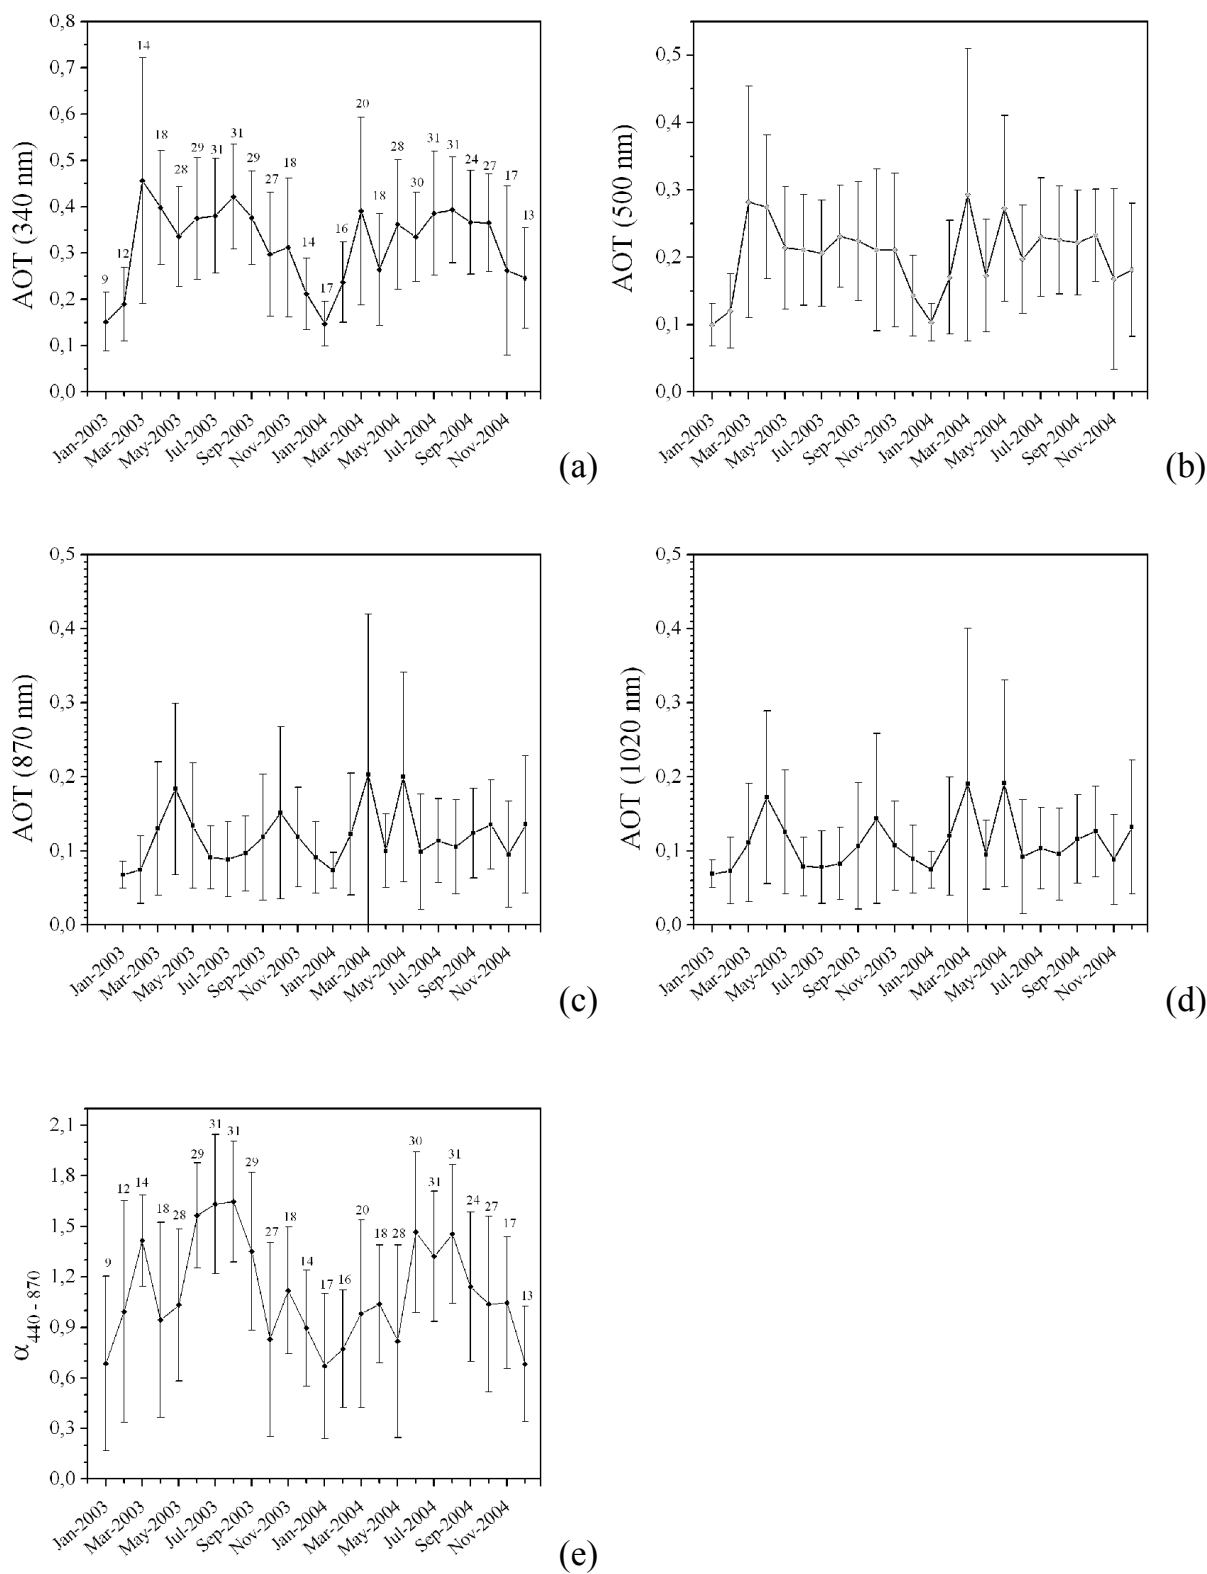 0,8
0,7
0,6
0,5
0,4
0,3
0,2
0,1
0,0
AOT (340 nm)
9
12
14
18
28
29
31
31
29
27
18
14
17
16
20
18
28
30
31
31
24
27
17
13
Jan-2003
Mar-2003
May-2003
Jul-2003
Sep-2003
Nov-2003
Jan-2004
Mar-2004
May-2004
Jul-2004
Sep-2004
Nov-2004
(a)
0,5
0,4
0,3
0,2
0,1
0,0
AOT (500 nm)
Jan-2003
Mar-2003
May-2003
Jul-2003
Sep-2003
Nov-2003
Jan-2004
Mar-2004
May-2004
Jul-2004
Sep-2004
Nov-2004
(b)
0,5
0,4
0,3
0,2
0,1
0,0
AOT (870 nm)
Jan-2003
Mar-2003
May-2003
Jul-2003
Sep-2003
Nov-2003
Jan-2004
Mar-2004
May-2004
Jul-2004
Sep-2004
Nov-2004
(c)
0,5
0,4
0,3
0,2
0,1
0,0
AOT (1020 nm)
Jan-2003
Mar-2003
May-2003
Jul-2003
Sep-2003
Nov-2003
Jan-2004
Mar-2004
May-2004
Jul-2004
Sep-2004
Nov-2004
(d)
2,1
1,8
1,5
1,2
0,9
0,6
0,3
0,0
α440 - 870
9
12
14
18
28
29
31
31
29
27
18
14
17
16
20
18
28
30
31
31
24
27
17
13
Jan-2003
Mar-2003
May-2003
Jul-2003
Sep-2003
Nov-2003
Jan-2004
Mar-2004
May-2004
Jul-2004
Sep-2004
Nov-2004
(e)